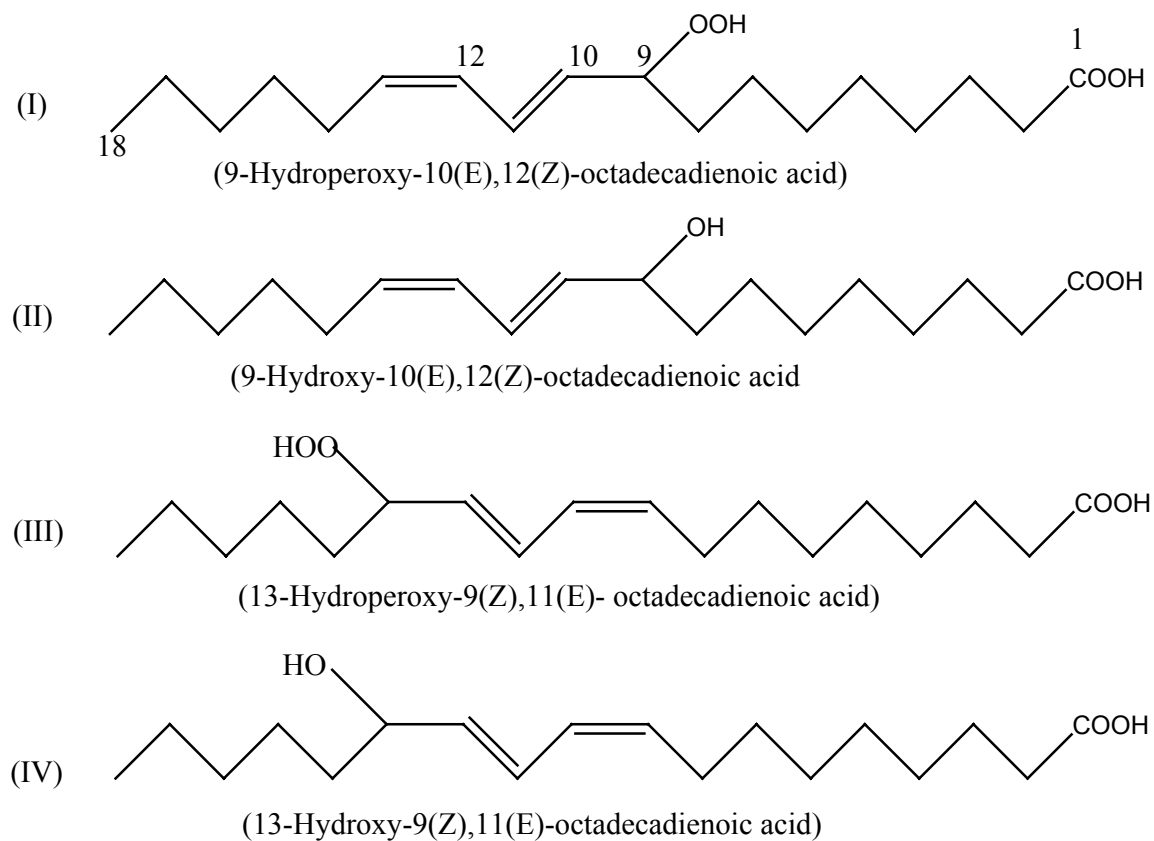 OOH
12 10 9 1
(I) COOH
18
(9-Hydroperoxy-10(E),12(Z)-octadecadienoic acid)
OH
(II) COOH
(9-Hydroxy-10(E),12(Z)-octadecadienoic acid
HOO
(III) COOH
(13-Hydroperoxy-9(Z),11(E)- octadecadienoic acid)
HO
(IV) COOH
(13-Hydroxy-9(Z),11(E)-octadecadienoic acid)